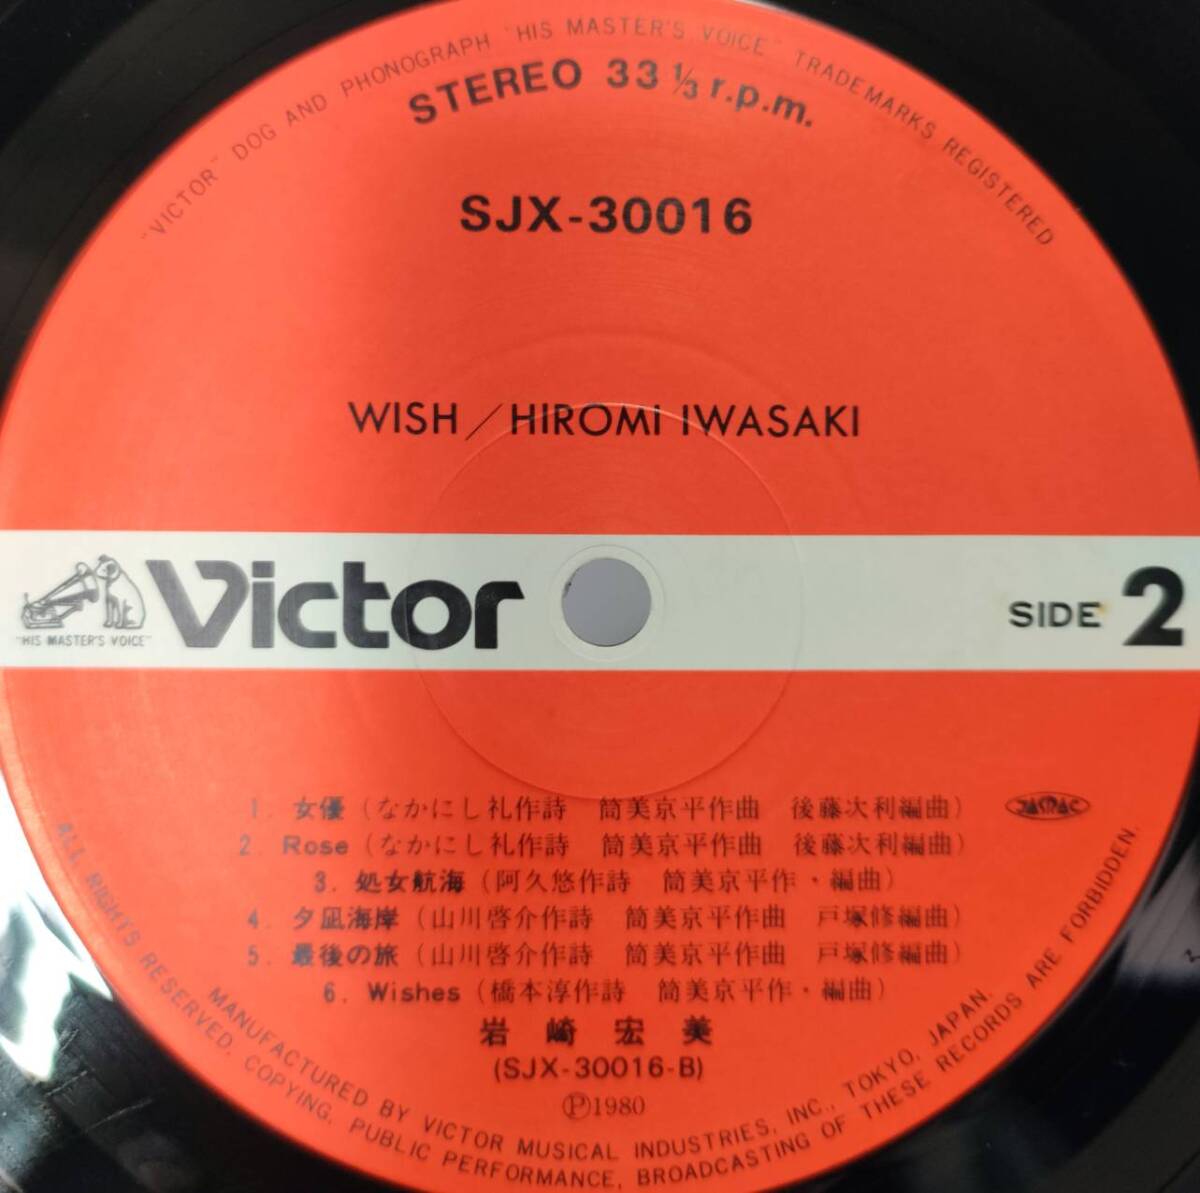 "VICTOR" DOG AND PHONOGRAPH "HIS MASTER'S VOICE" TRADEMARKS REGISTERED
STEREO 33 ⅓ r.p.m.
SJX-30016
WISH／HIROMI IWASAKI
"HIS MASTER'S VOICE"
Victor
SIDE 2
1. 女優 (なかにし礼作詩 筒美京平作曲 後藤次利編曲)
JASRAC
2. Rose (なかにし礼作詩 筒美京平作曲 後藤次利編曲)
3. 処女航海 (阿久悠作詩 筒美京平作・編曲)
4. 夕凪海岸 (山川啓介作詩 筒美京平作曲 戸塚修編曲)
5. 最後の旅 (山川啓介作詩 筒美京平作曲 戸塚修編曲)
6. Wishes (橋本淳作詩 筒美京平作・編曲)
岩崎宏美
(SJX-30016-B)
Ⓟ1980
MANUFACTURED BY VICTOR MUSICAL INDUSTRIES, INC., TOKYO, JAPAN.
ALL RIGHTS RESERVED. COPYING, PUBLIC PERFORMANCE, BROADCASTING OF THESE RECORDS ARE FORBIDDEN.